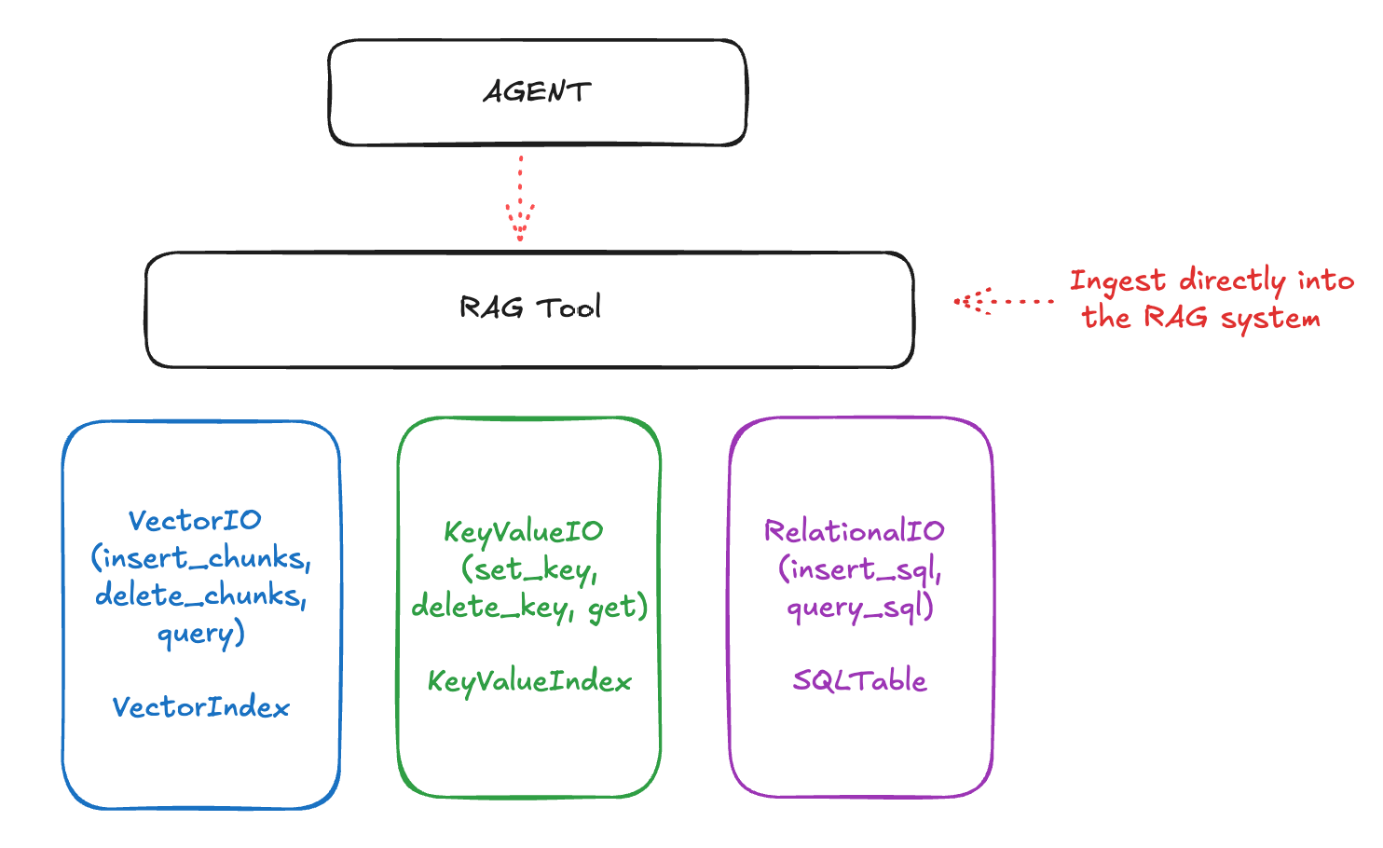 AGENT
RAG Tool
Ingest directly into
the RAG system
VectorIO
(insert_chunks,
delete_chunks,
query)
VectorIndex
KeyValueIO
(set_key,
delete_key, get)
KeyValueIndex
RelationalIO
(insert_sql,
query_sql)
SQLTable